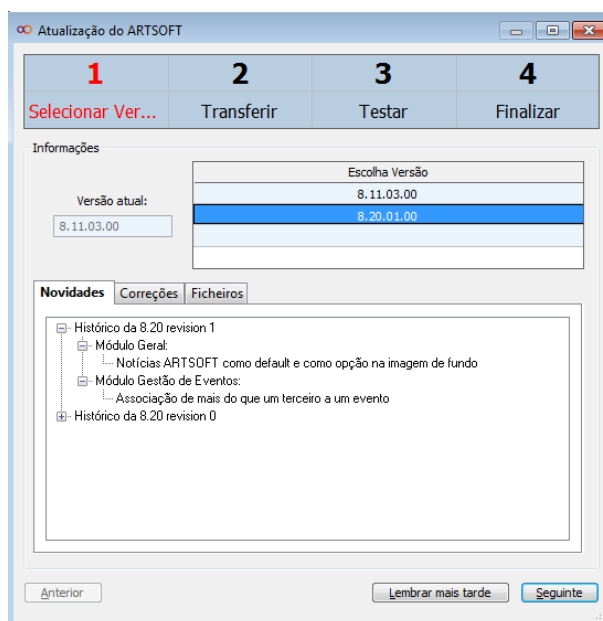 Atualização do ARTSOFT
1 2 3 4
Selecionar Ver... Transferir Testar Finalizar
Informações
Versão atual:
8.11.03.00
Escolha Versão
8.11.03.00
8.20.01.00
Novidades Correções Ficheiros
Histórico da 8.20 revision 1
Módulo Geral:
Notícias ARTSOFT como default e como opção na imagem de fundo
Módulo Gestão de Eventos:
Associação de mais do que um terceiro a um evento
Histórico da 8.20 revision 0
Anterior Lembrar mais tarde Seguinte